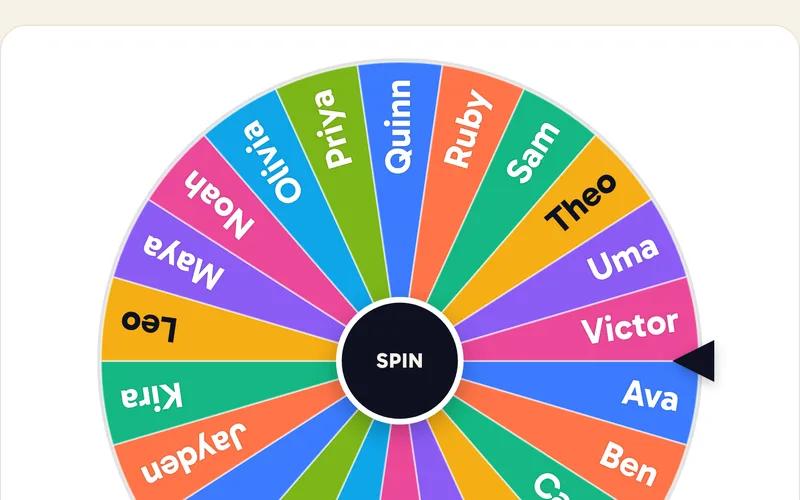 Quinn
Ruby
Sam
Theo
Uma
Victor
Ava
Ben
Jayden
Kira
Leo
Maya
Noah
Olivia
Priya
SPIN